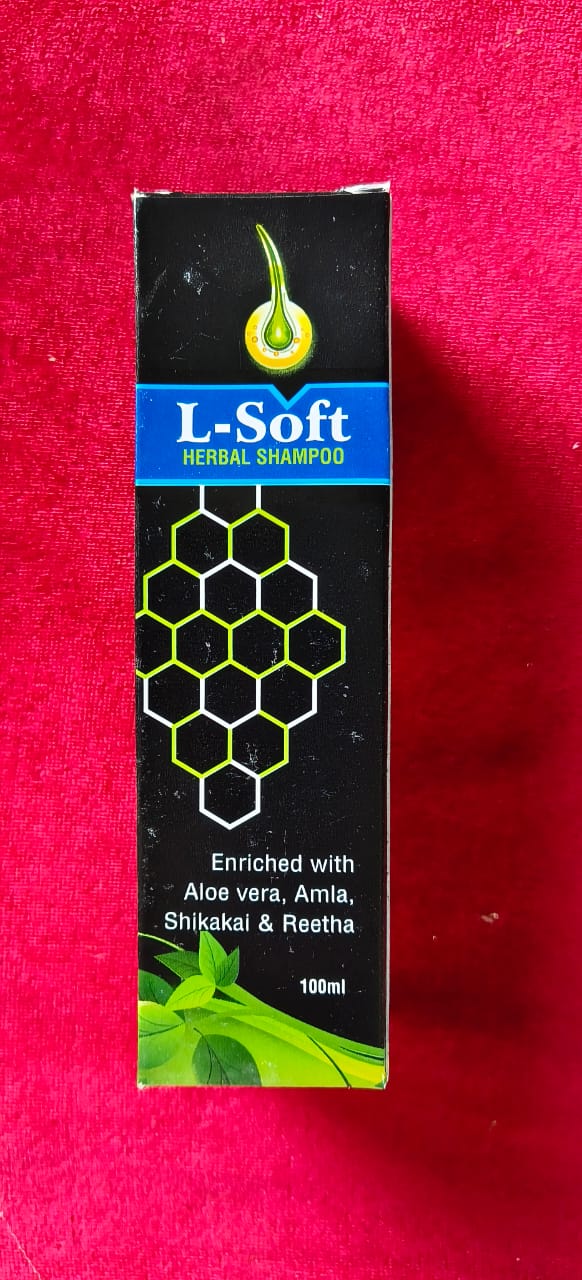 L-Soft
HERBAL SHAMPOO
Enriched with
Aloe vera, Amla,
Shikakai & Reetha
100ml